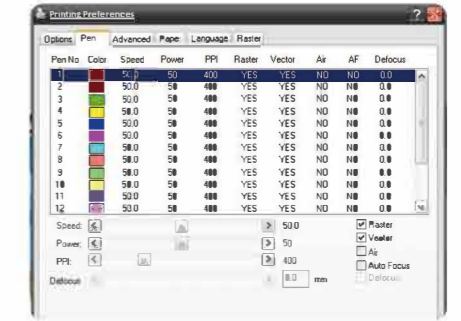 Printing Preferences
Options Pen Advanced Paper Language Raster
Pen No Color Speed Power PPI Raster Vector Air AF Defocus
1 50.0 50 400 YES YES NO NO 0.0
2 50.0 50 400 YES YES NO NO 0.0
3 50.0 50 400 YES YES NO NO 0.0
4 50.0 50 400 YES YES NO NO 0.0
5 50.0 50 400 YES YES NO NO 0.0
6 50.0 50 400 YES YES NO NO 0.0
7 50.0 50 400 YES YES NO NO 0.0
8 50.0 50 400 YES YES NO NO 0.0
9 50.0 50 400 YES YES NO NO 0.0
10 50.0 50 400 YES YES NO NO 0.0
11 50.0 50 400 YES YES NO NO 0.0
12 50.0 50 400 YES YES NO NO 0.0
Speed: 50.0 Raster
Power: 50 Vector
PPI: 400 Air
Auto Focus
Defocus 0.0 mm Defocus